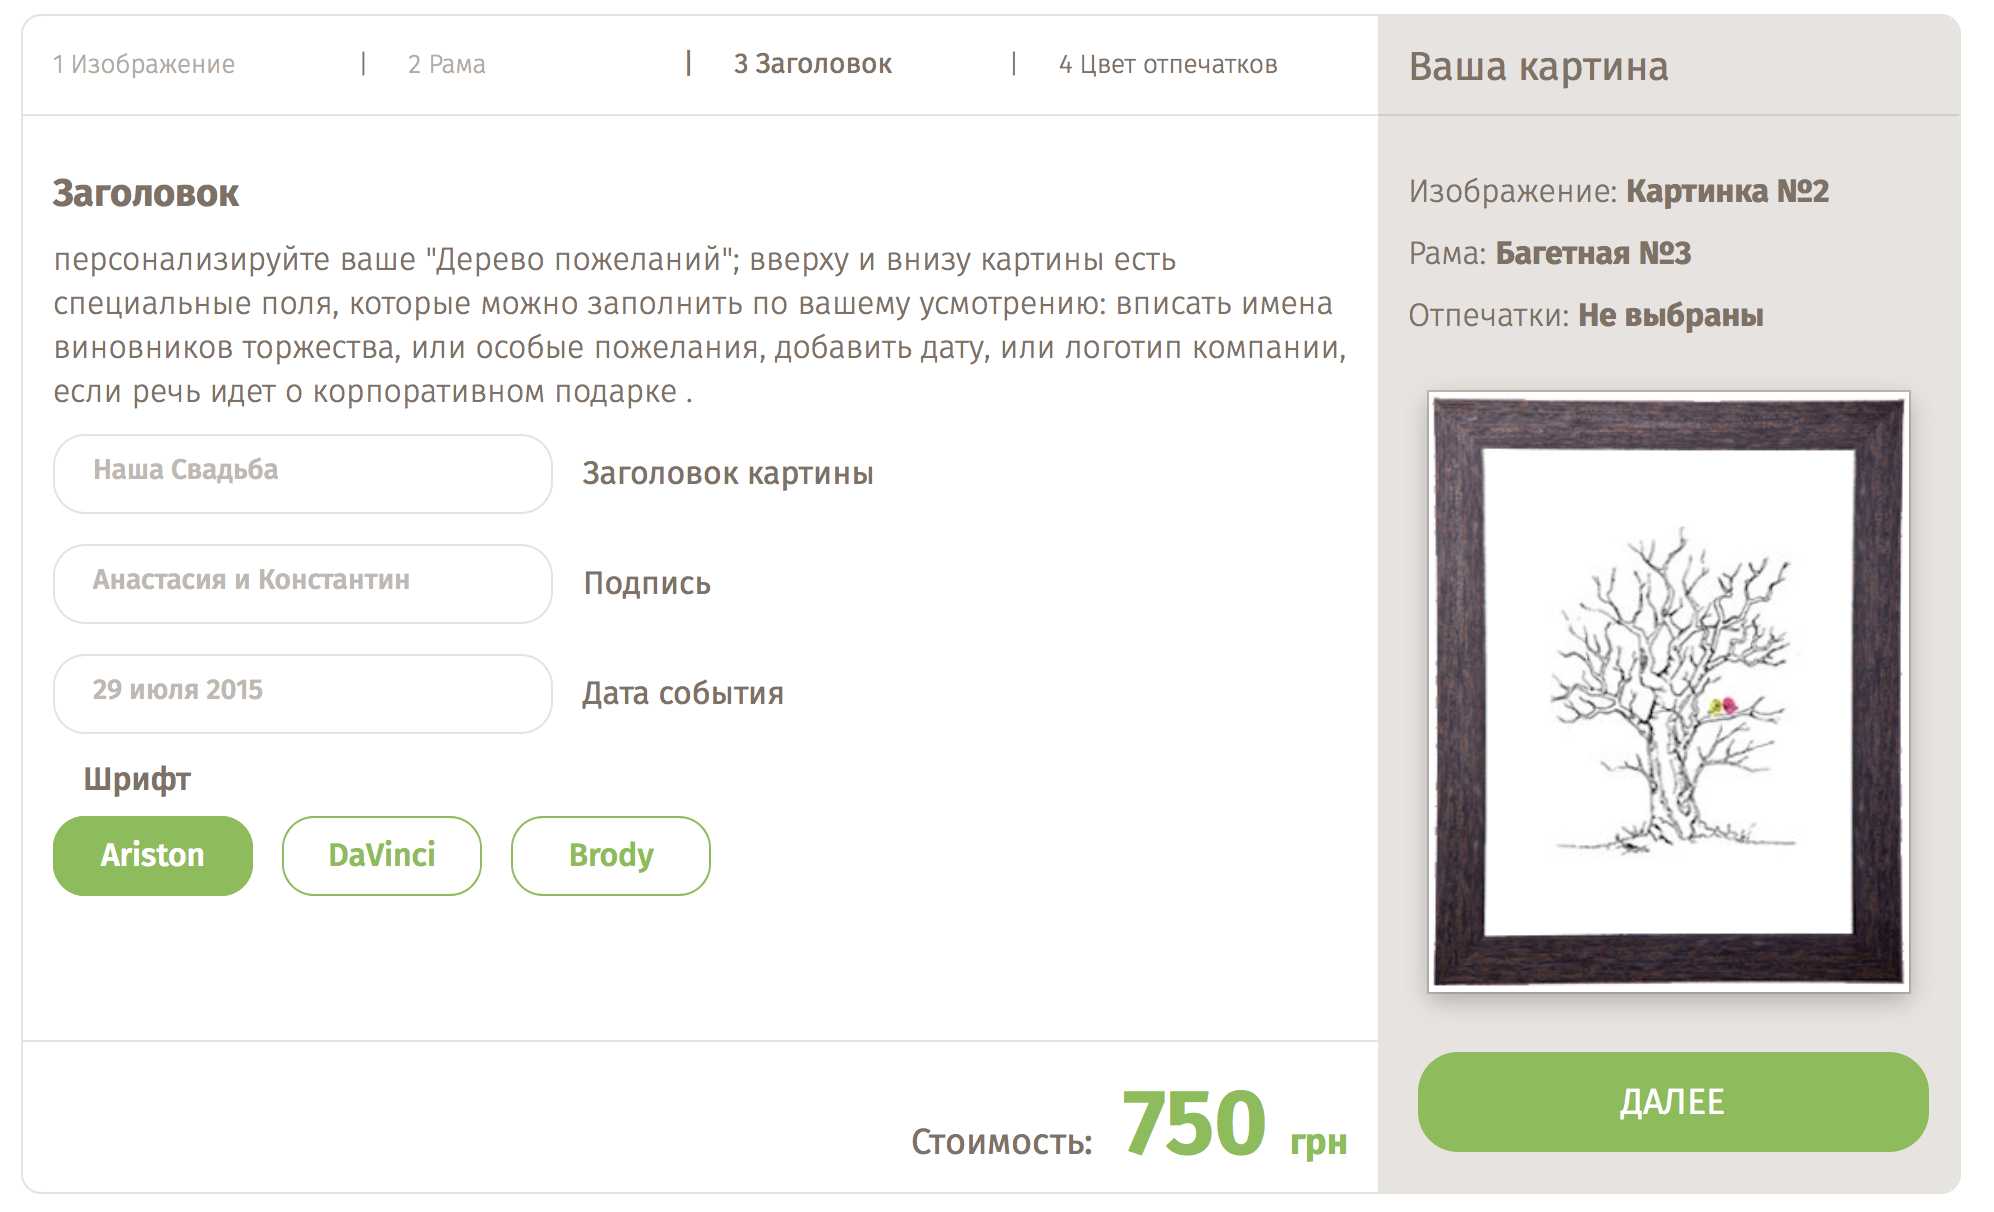 1 Изображение | 2 Рама | 3 Заголовок | 4 Цвет отпечатков
Заголовок
персонализируйте ваше "Дерево пожеланий"; вверху и внизу картины есть
специальные поля, которые можно заполнить по вашему усмотрению: вписать имена
виновников торжества, или особые пожелания, добавить дату, или логотип компании,
если речь идет о корпоративном подарке .
Наша Свадьба Заголовок картины
Анастасия и Константин Подпись
29 июля 2015 Дата события
Шрифт
Ariston DaVinci Brody
Стоимость: 750 грн
Ваша картина
Изображение: Картинка №2
Рама: Багетная №3
Отпечатки: Не выбраны
ДАЛЕЕ